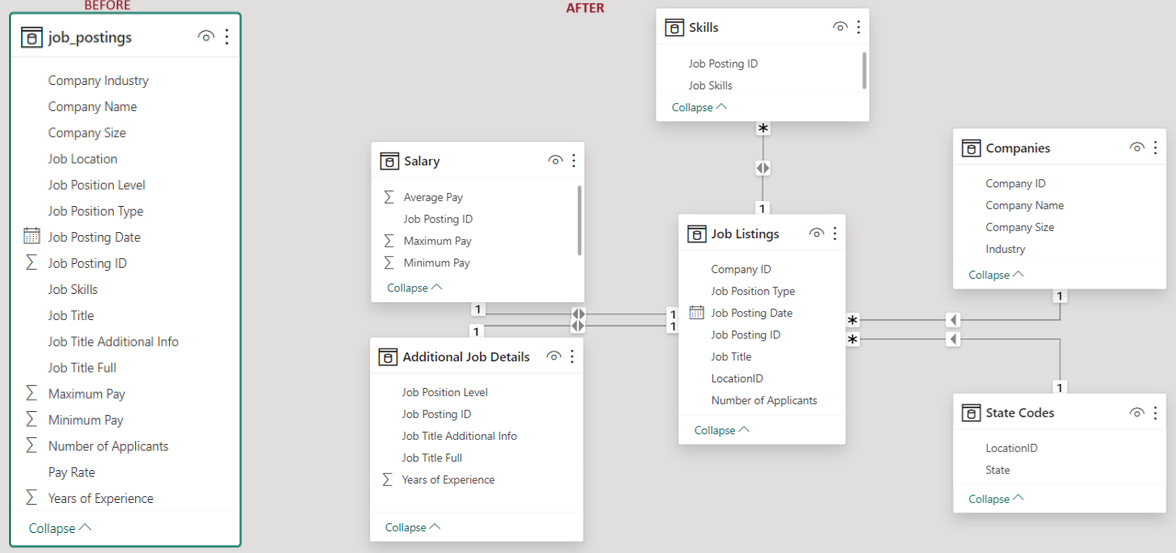 BEFORE
job_postings
Company Industry
Company Name
Company Size
Job Location
Job Position Level
Job Position Type
Job Posting Date
Job Posting ID
Job Skills
Job Title
Job Title Additional Info
Job Title Full
Maximum Pay
Minimum Pay
Number of Applicants
Pay Rate
Years of Experience
Collapse
AFTER
Skills
Job Posting ID
Job Skills
Collapse
*
1
Salary
Average Pay
Job Posting ID
Maximum Pay
Minimum Pay
Collapse
1
1
1
1
Additional Job Details
Job Position Level
Job Posting ID
Job Title Additional Info
Job Title Full
Years of Experience
Collapse
Job Listings
Company ID
Job Position Type
Job Posting Date
Job Posting ID
Job Title
LocationID
Number of Applicants
Collapse
Companies
Company ID
Company Name
Company Size
Industry
Collapse
1
*
*
1
State Codes
LocationID
State
Collapse